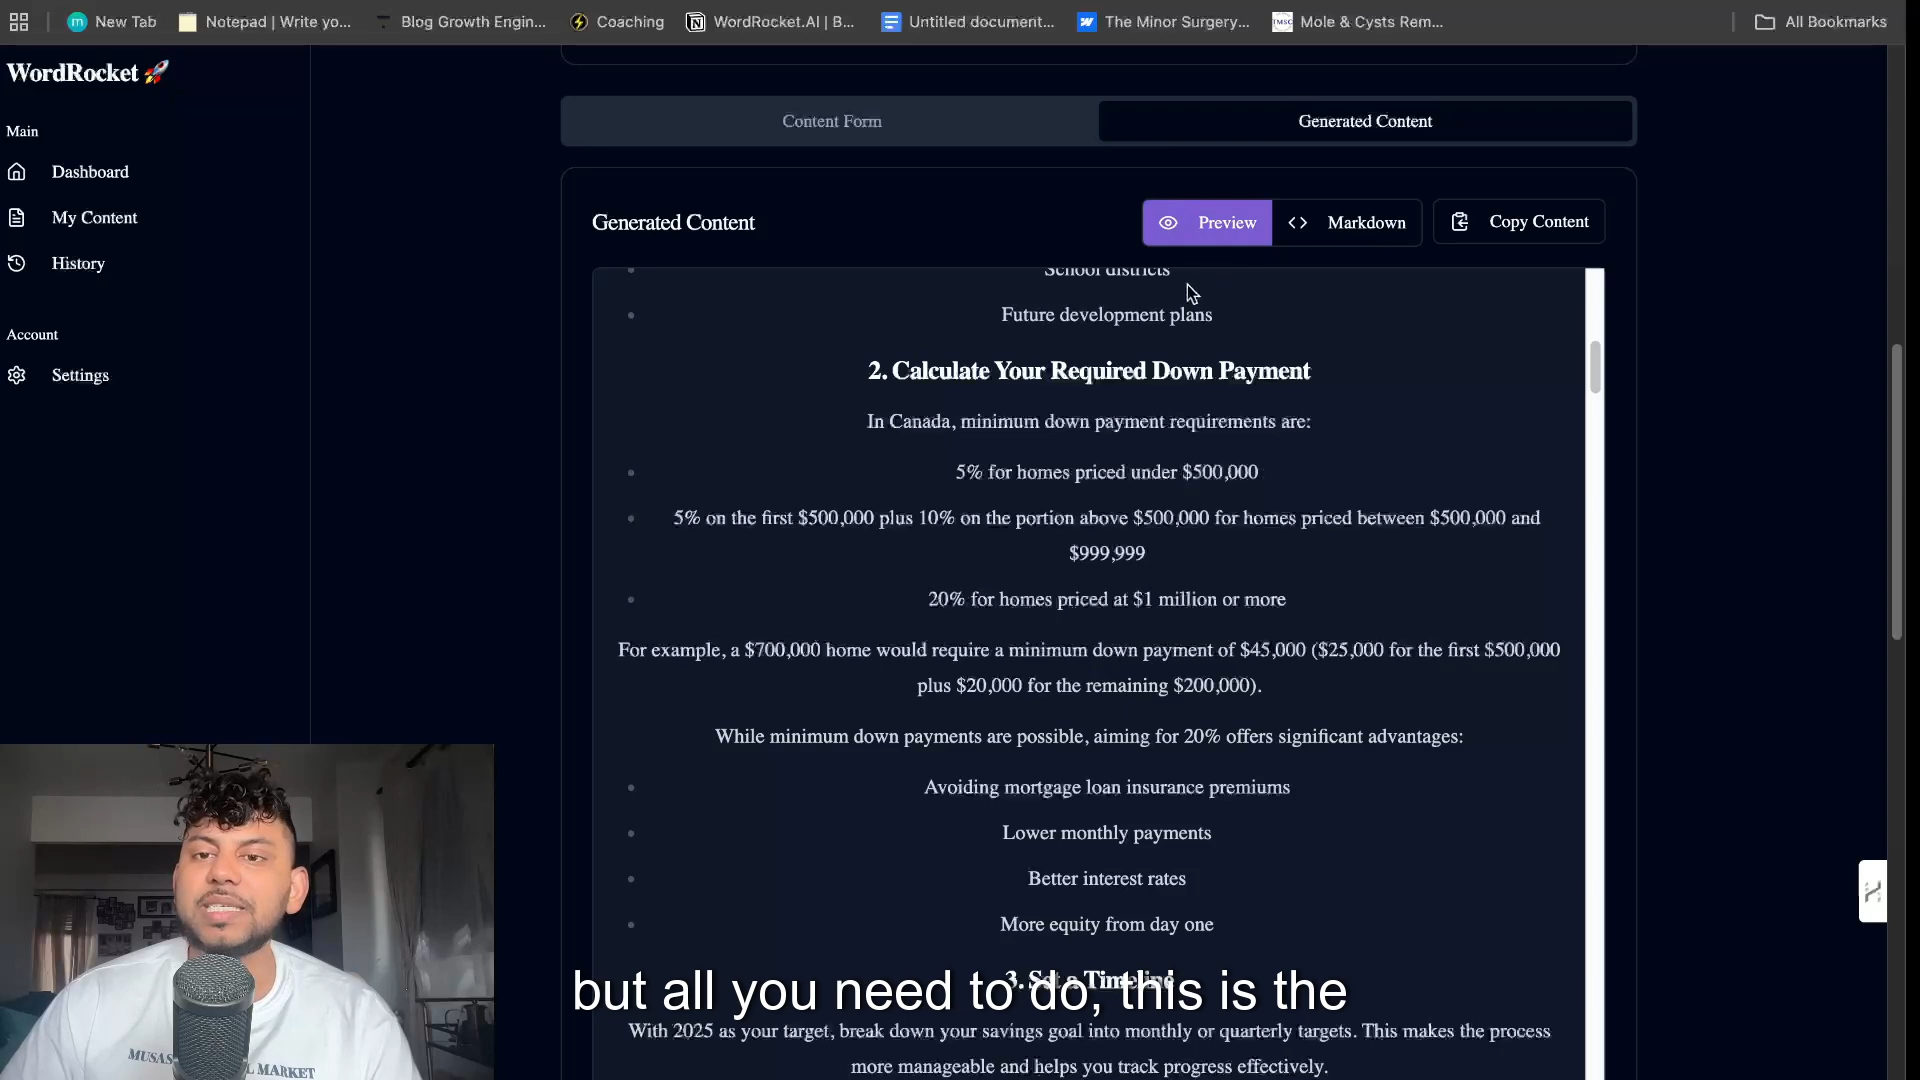 New Tab
Notepad | Write yo...
Blog Growth Engin...
Coaching
WordRocket.AI | B...
Untitled document...
The Minor Surgery...
TMSC
Mole & Cysts Rem...
All Bookmarks
WordRocket 🚀
Main
Dashboard
My Content
History
Account
Settings
Content Form
Generated Content
Generated Content
Preview
Markdown
Copy Content
School districts
Future development plans
2. Calculate Your Required Down Payment
In Canada, minimum down payment requirements are:
5% for homes priced under $500,000
5% on the first $500,000 plus 10% on the portion above $500,000 for homes priced between $500,000 and
$999,999
20% for homes priced at $1 million or more
For example, a $700,000 home would require a minimum down payment of $45,000 ($25,000 for the first $500,000
plus $20,000 for the remaining $200,000).
While minimum down payments are possible, aiming for 20% offers significant advantages:
Avoiding mortgage loan insurance premiums
Lower monthly payments
Better interest rates
More equity from day one
3. Set a Timeline
but all you need to do, this is the
With 2025 as your target, break down your savings goal into monthly or quarterly targets. This makes the process
more manageable and helps you track progress effectively.
MARKET